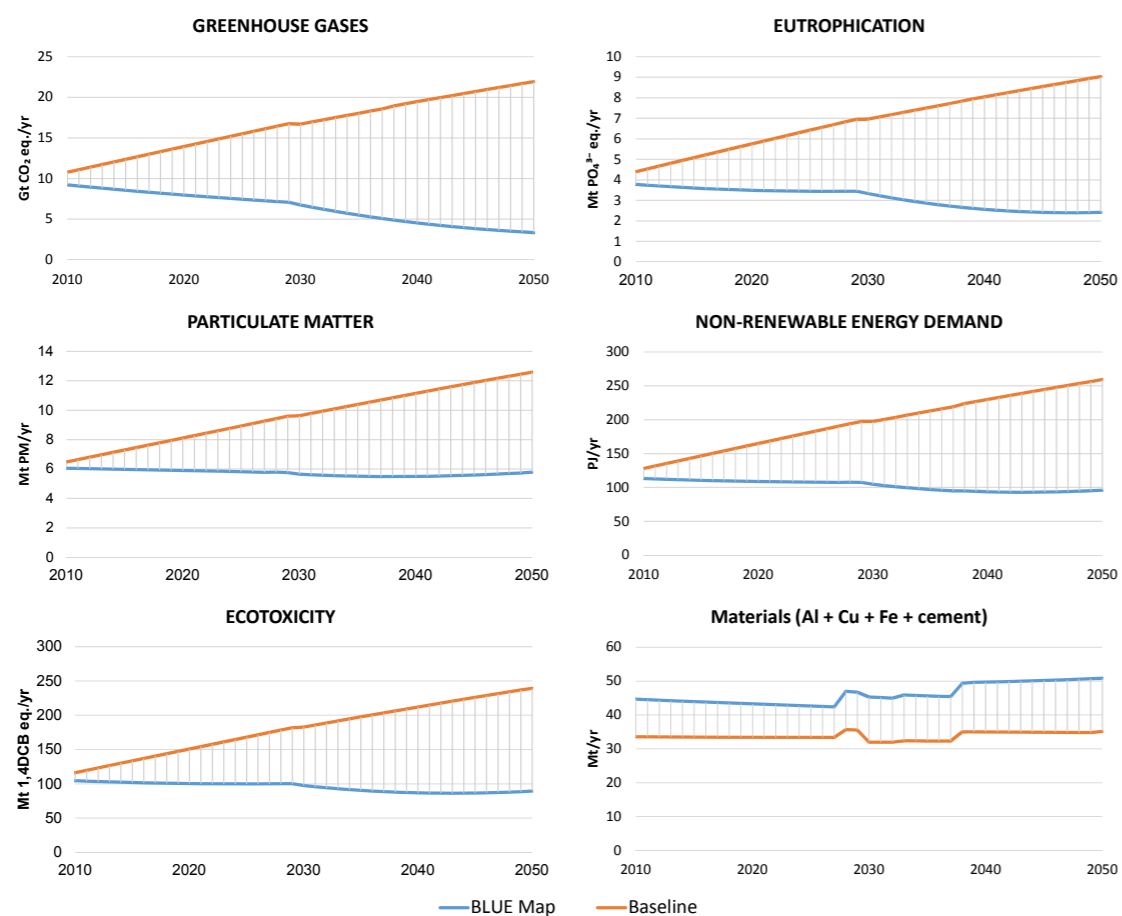 GREENHOUSE GASES
Gt CO₂ eq./yr
25
20
15
10
5
0
2010 2020 2030 2040 2050
EUTROPHICATION
Mt PO₄³⁻ eq./yr
10
9
8
7
6
5
4
3
2
1
0
2010 2020 2030 2040 2050
PARTICULATE MATTER
Mt PM/yr
14
12
10
8
6
4
2
0
2010 2020 2030 2040 2050
NON-RENEWABLE ENERGY DEMAND
PJ/yr
300
250
200
150
100
50
0
2010 2020 2030 2040 2050
ECOTOXICITY
Mt 1,4DCB eq./yr
300
250
200
150
100
50
0
2010 2020 2030 2040 2050
Materials (Al + Cu + Fe + cement)
Mt/yr
60
50
40
30
20
10
0
2010 2020 2030 2040 2050
BLUE Map Baseline